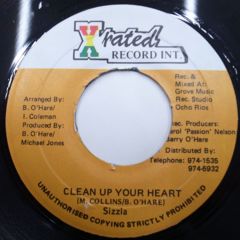 Xrated
RECORD INT.
Arranged By:
B. O'Hare/
I. Coleman
Produced By:
B. O'Hare/
Michael Jones
Rec. &
Mixed At:
Grove Music
Rec. Studio
Ocho Rios
Producers:
Carol 'Passion' Nelson
Barry O'Hare
Distributed By:
Telephone: 974-1535
974-6932
CLEAN UP YOUR HEART
(M. COLLINS/B. O'HARE)
Sizzla
UNAUTHORISED COPYING STRICTLY PROHIBITED